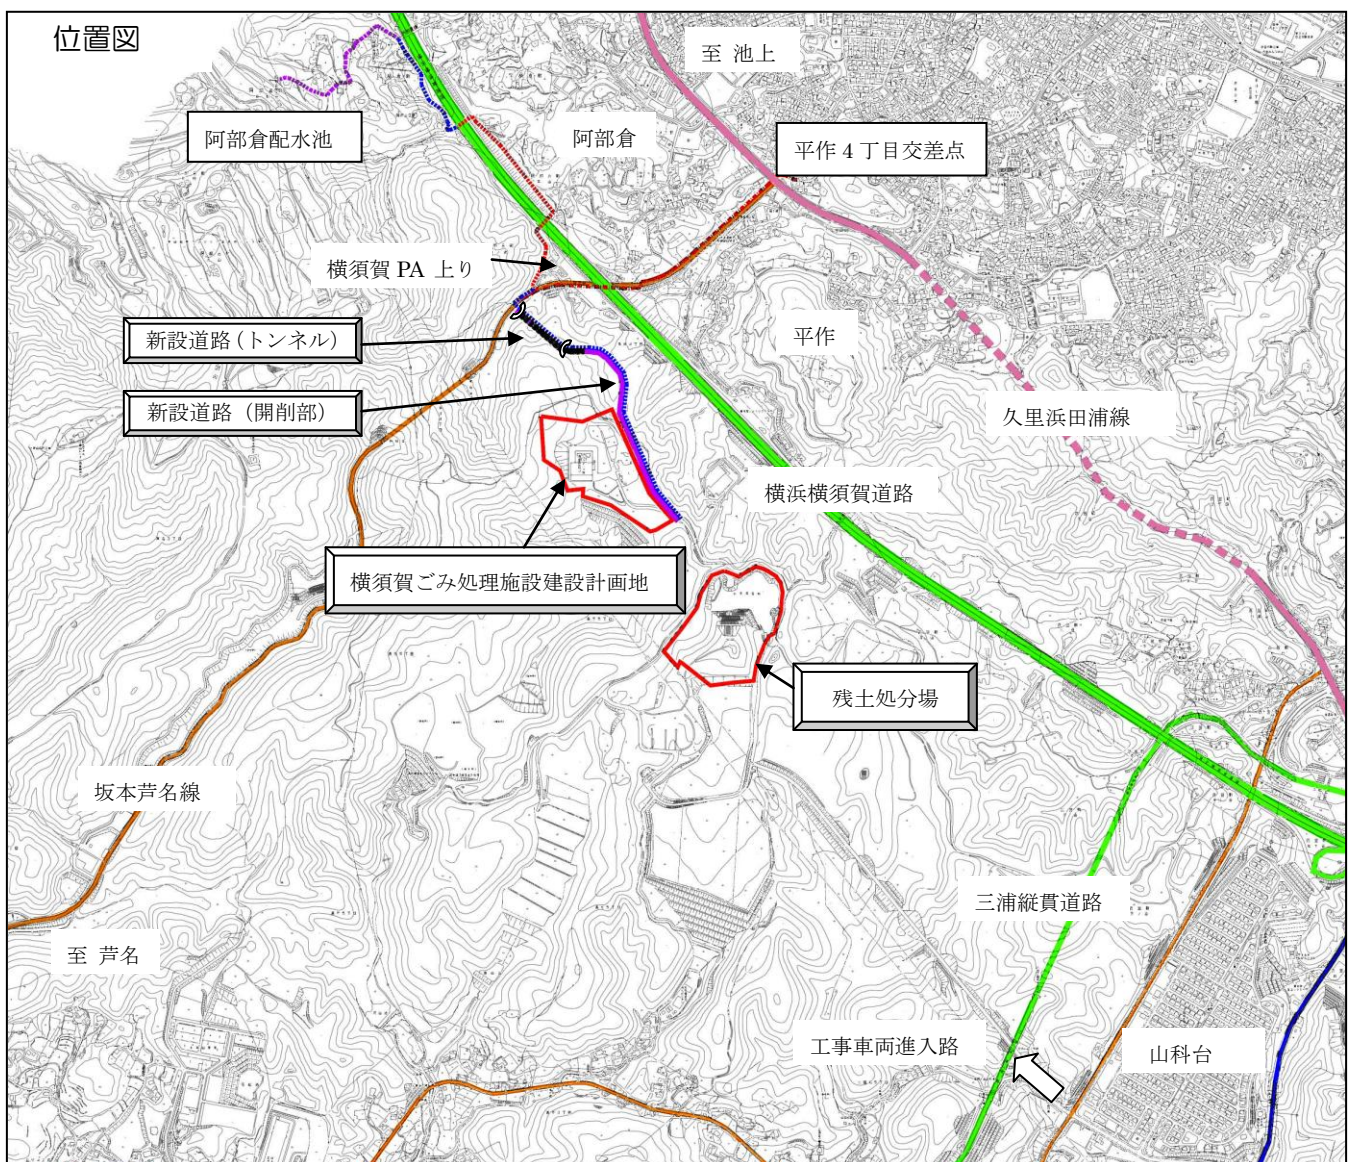 位置図
至 池上
阿部倉配水池
阿部倉
平作４丁目交差点
横須賀 PA 上り
新設道路（トンネル）
平作
新設道路（開削部）
久里浜田浦線
横浜横須賀道路
横須賀ごみ処理施設建設計画地
残土処分場
坂本芦名線
三浦縦貫道路
至 芦名
工事車両進入路
山科台